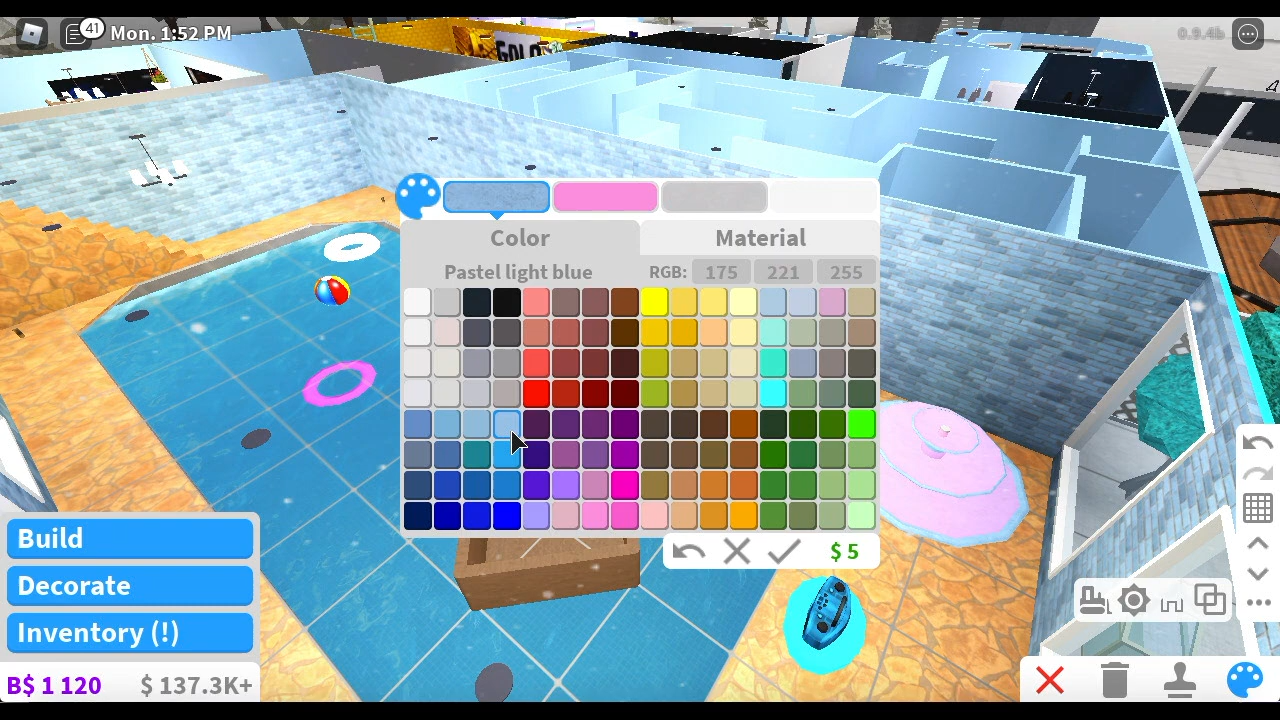 41 Mon. 1:52 PM
0.9.4b
GOLD
Color
Material
Pastel light blue
RGB: 175 221 255
$ 5
Build
Decorate
Inventory (!)
B$ 1 120 $ 137.3K+